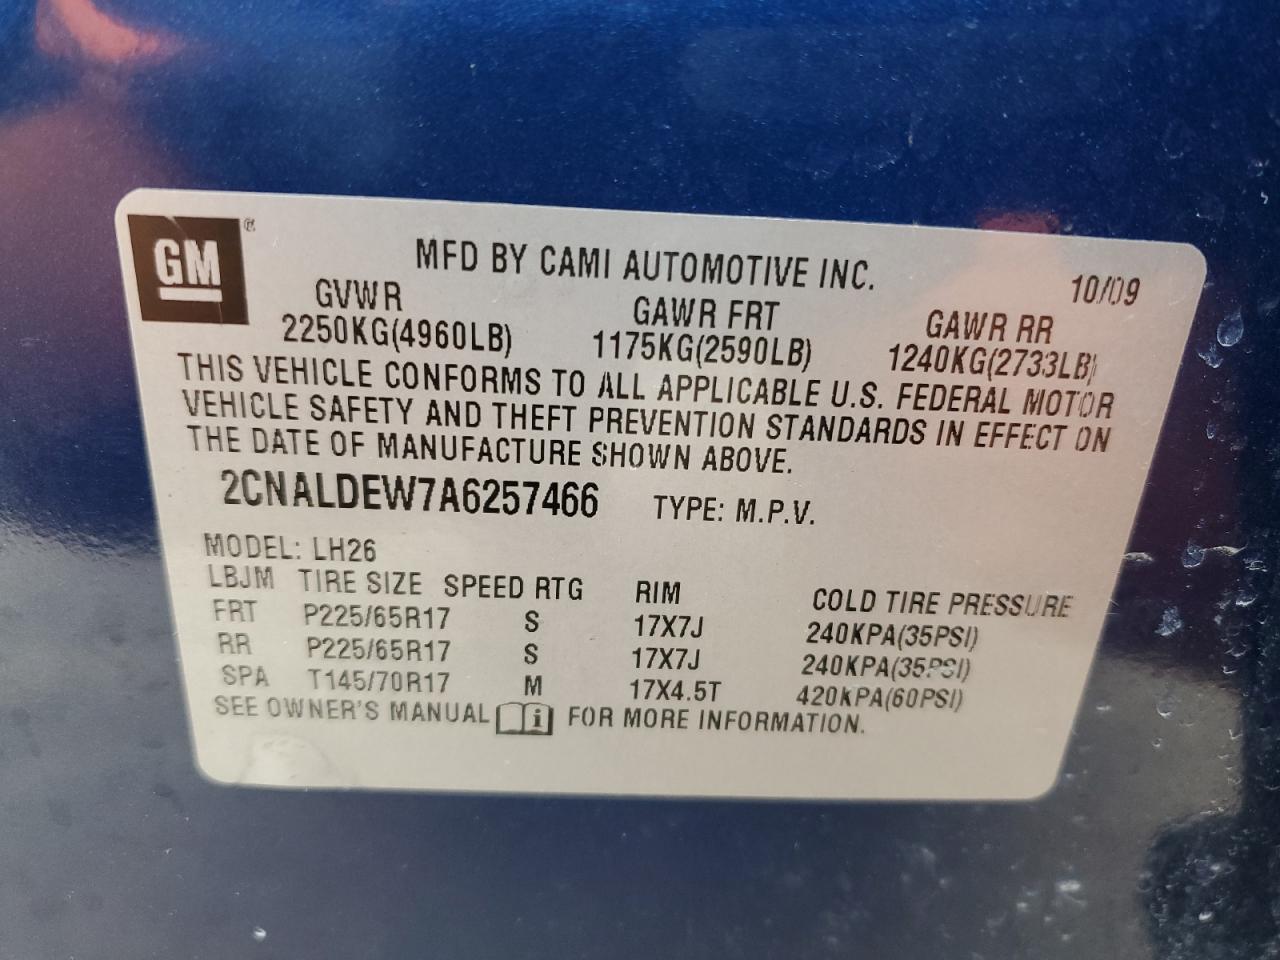 GM ®
MFD BY CAMI AUTOMOTIVE INC.
10/09
GVWR GAWR FRT GAWR RR
2250KG(4960LB) 1175KG(2590LB) 1240KG(2733LB)
THIS VEHICLE CONFORMS TO ALL APPLICABLE U.S. FEDERAL MOTOR
VEHICLE SAFETY AND THEFT PREVENTION STANDARDS IN EFFECT ON
THE DATE OF MANUFACTURE SHOWN ABOVE.
2CNALDEW7A6257466 TYPE: M.P.V.
MODEL: LH26
LBJM TIRE SIZE SPEED RTG RIM COLD TIRE PRESSURE
FRT P225/65R17 S 17X7J 240KPA(35PSI)
RR P225/65R17 S 17X7J 240KPA(35PSI)
SPA T145/70R17 M 17X4.5T 420KPA(60PSI)
SEE OWNER'S MANUAL i FOR MORE INFORMATION.